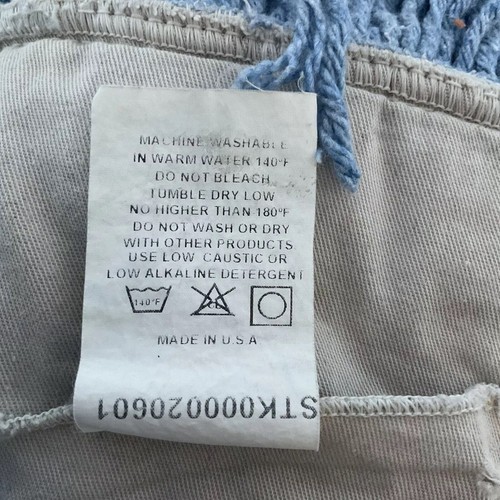 MACHINE WASHABLE
IN WARM WATER 140°F
DO NOT BLEACH
TUMBLE DRY LOW
NO HIGHER THAN 180°F
DO NOT WASH OR DRY
WITH OTHER PRODUCTS
USE LOW CAUSTIC OR
LOW ALKALINE DETERGENT
140°F CL
MADE IN U.S.A
STK000020601